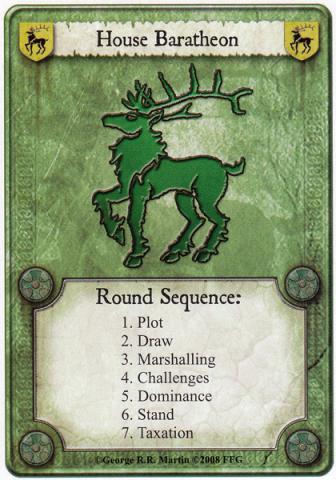 House Baratheon
Round Sequence:
1. Plot
2. Draw
3. Marshalling
4. Challenges
5. Dominance
6. Stand
7. Taxation
©George R.R. Martin ©2008 FFG